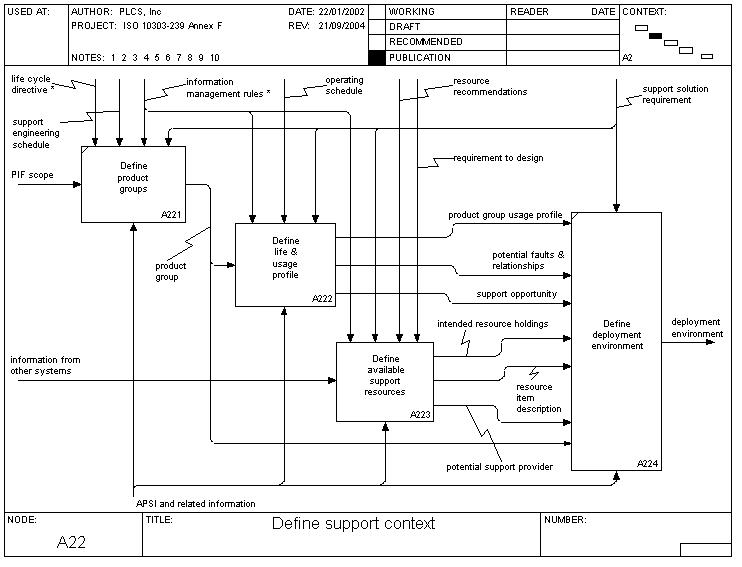 USED AT:
AUTHOR: PLCS, Inc
DATE: 22/01/2002
PROJECT: ISO 10303-239 Annex F
REV: 21/09/2004
NOTES: 1 2 3 4 5 6 7 8 9 10
WORKING
DRAFT
RECOMMENDED
PUBLICATION
READER DATE
CONTEXT:
A2
life cycle
directive *
support
engineering
schedule
information
management rules *
operating
schedule
resource
recommendations
support solution
requirement
requirement to design
PIF scope
Define
product
groups
A221
product
group
Define
life &
usage
profile
A222
product group usage profile
potential faults &
relationships
support opportunity
intended resource holdings
Define
deployment
environment
A224
deployment
environment
information from
other systems
Define
available
support
resources
A223
resource
item
description
potential support provider
APSI and related information
NODE:
A22
TITLE:
Define support context
NUMBER: